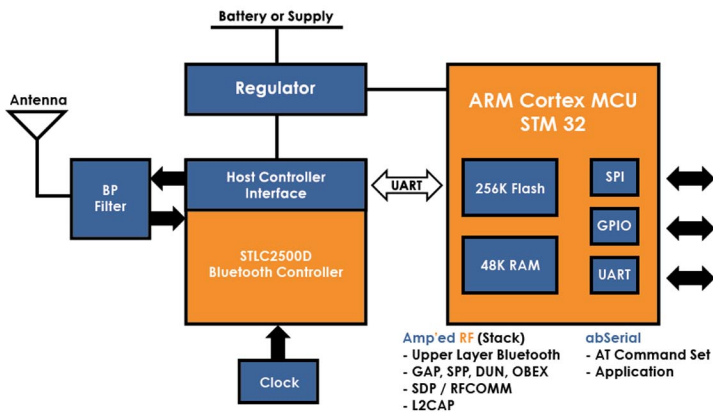 Battery or Supply
Antenna
Regulator
ARM Cortex MCU
STM 32
BP
Filter
Host Controller
Interface
UART
256K Flash
SPI
GPIO
STLC2500D
Bluetooth Controller
48K RAM
UART
Clock
Amp'ed RF (Stack)
- Upper Layer Bluetooth
- GAP, SPP, DUN, OBEX
- SDP / RFCOMM
- L2CAP
abSerial
- AT Command Set
- Application